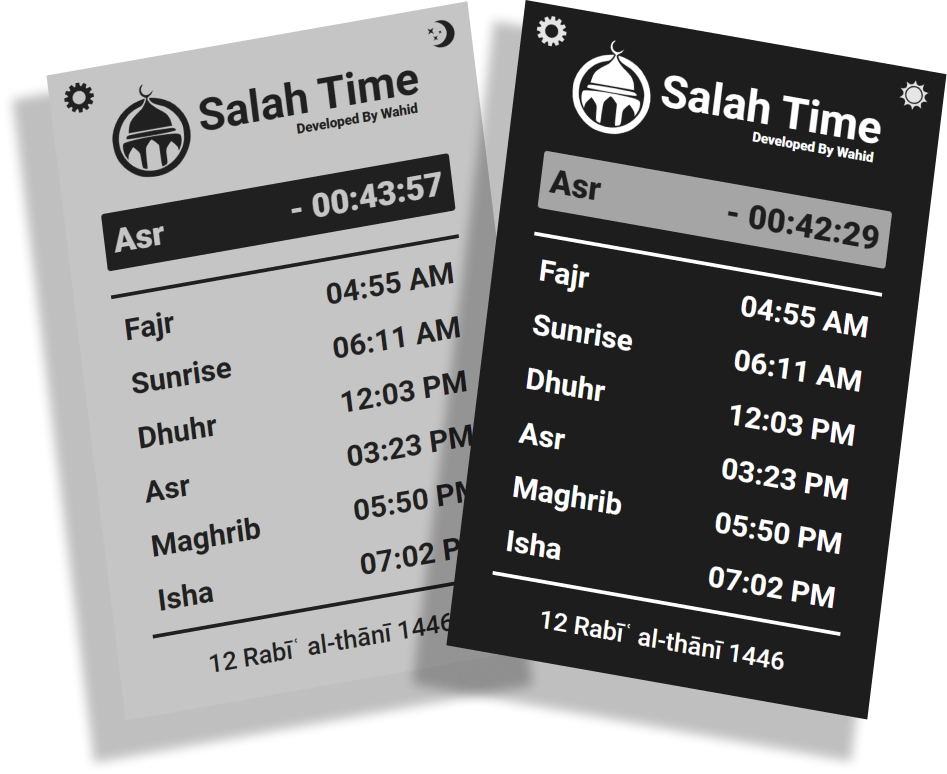 Salah Time
Developed By Wahid
Asr - 00:43:57
Fajr 04:55 AM
Sunrise 06:11 AM
Dhuhr 12:03 PM
Asr 03:23 PM
Maghrib 05:50 PM
Isha 07:02 P
12 Rabīʿ al-thānī 1446
Salah Time
Developed By Wahid
Asr - 00:42:29
Fajr 04:55 AM
Sunrise 06:11 AM
Dhuhr 12:03 PM
Asr 03:23 PM
Maghrib 05:50 PM
Isha 07:02 PM
12 Rabīʿ al-thānī 1446